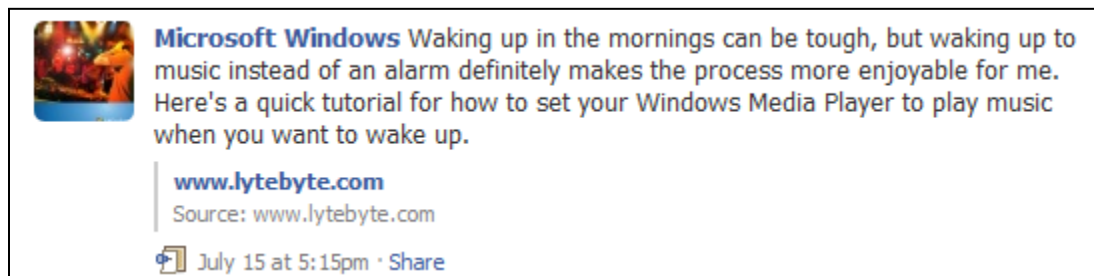 Microsoft Windows Waking up in the mornings can be tough, but waking up to
music instead of an alarm definitely makes the process more enjoyable for me.
Here's a quick tutorial for how to set your Windows Media Player to play music
when you want to wake up.
www.lytebyte.com
Source: www.lytebyte.com
July 15 at 5:15pm · Share